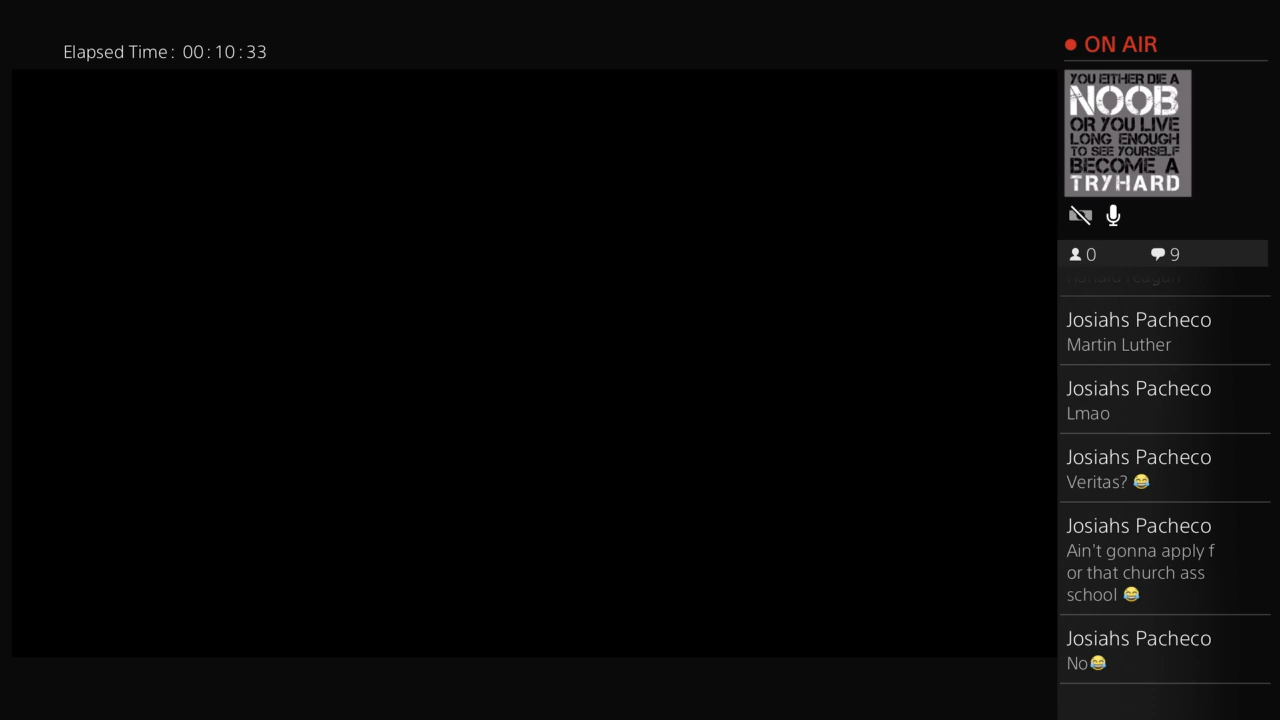 Elapsed Time: 00:10:33
ON AIR
YOU EITHER DIE A
NOOB
OR YOU LIVE
LONG ENOUGH
TO SEE YOURSELF
BECOME A
TRYHARD
0 9
Josiahs Pacheco
Martin Luther
Josiahs Pacheco
Lmao
Josiahs Pacheco
Veritas? 😂
Josiahs Pacheco
Ain't gonna apply f
or that church ass
school 😂
Josiahs Pacheco
No😂